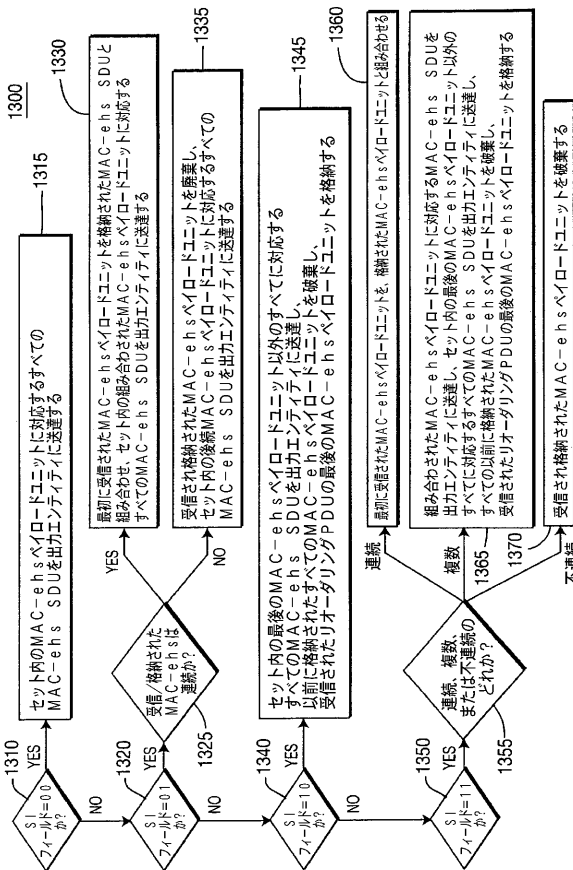 1300
1310
SI
フィールド=00
か?
YES
NO
1315
セット内のMAC-ehsペイロードユニットに対応するすべての
MAC-ehs SDUを出力エンティティに送達する
1320
SI
フィールド=01
か?
YES
NO
1325
受信/格納された
MAC-ehsは
連続か?
YES
NO
1330
最初に受信されたMAC-ehsペイロードユニットを格納されたMAC-ehs SDUと
組み合わせ、セット内の組み合わされたMAC-ehsペイロードユニットに対応する
すべてのMAC-ehs SDUを出力エンティティに送達する
1335
受信され格納されたMAC-ehsペイロードユニットを廃棄し、
セット内の後続MAC-ehsペイロードユニットに対応するすべての
MAC-ehs SDUを出力エンティティに送達する
1340
SI
フィールド=10
か?
YES
NO
1345
セット内の最後のMAC-ehsペイロードユニット以外のすべてに対応する
すべてのMAC-ehs SDUを出力エンティティに送達し、
以前に格納されたすべてのMAC-ehsペイロードユニットを破棄し、
受信されたリオーダリングPDUの最後のMAC-ehsペイロードユニットを格納する
1350
SI
フィールド=11
か?
YES
1355
連続、複数、
または不連続の
どれか?
連続
複数
不連続
1360
最初に受信されたMAC-ehsペイロードユニットを、格納されたMAC-ehsペイロードユニットと組み合わせる
1365
組み合わされたMAC-ehsペイロードユニットに対応するMAC-ehs SDUを
出力エンティティに送達し、セット内の最後のMAC-ehsペイロードユニット以外の
すべてに対応するすべてのMAC-ehs SDUを出力エンティティに送達し、
すべての以前に格納されたMAC-ehsペイロードユニットを破棄し、
受信されたリオーダリングPDUの最後のMAC-ehsペイロードユニットを格納する
1370
受信され格納されたMAC-ehsペイロードユニットを破棄する